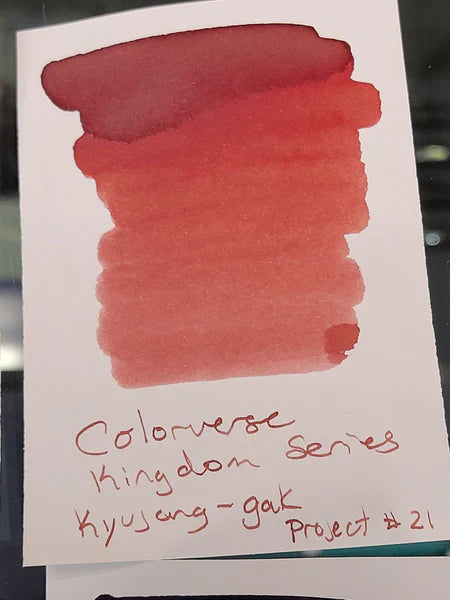 Colorverse
Kingdom Series
Kyujang-gak
Project # 21